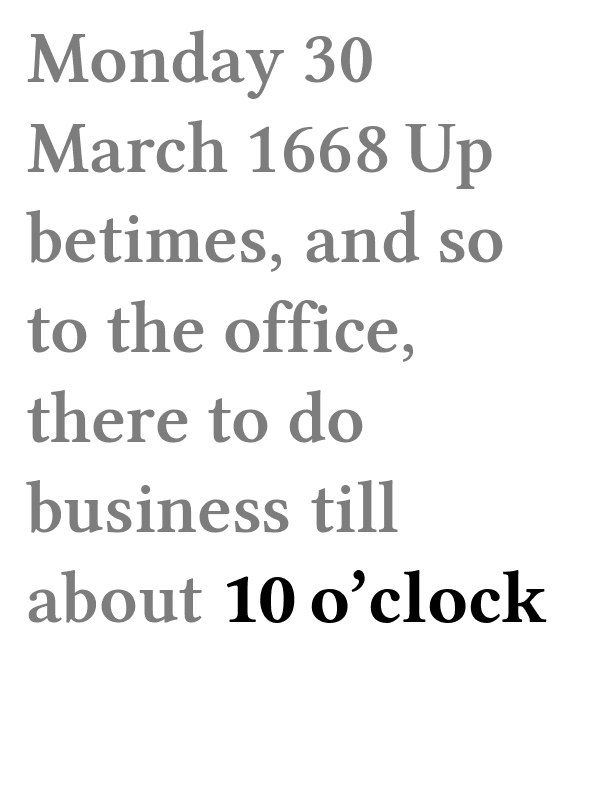 Monday 30
March 1668 Up
betimes, and so
to the office,
there to do
business till
about 10 o’clock